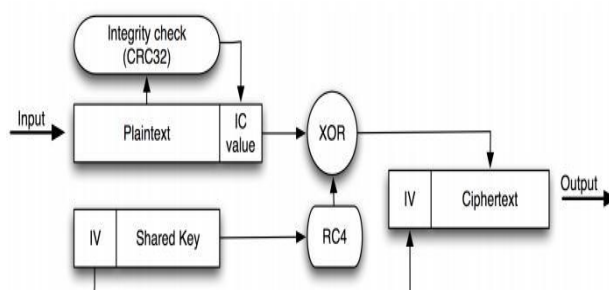 Integrity check
(CRC32)
Input
Plaintext
IC
value
XOR
IV
Shared Key
RC4
IV
Ciphertext
Output